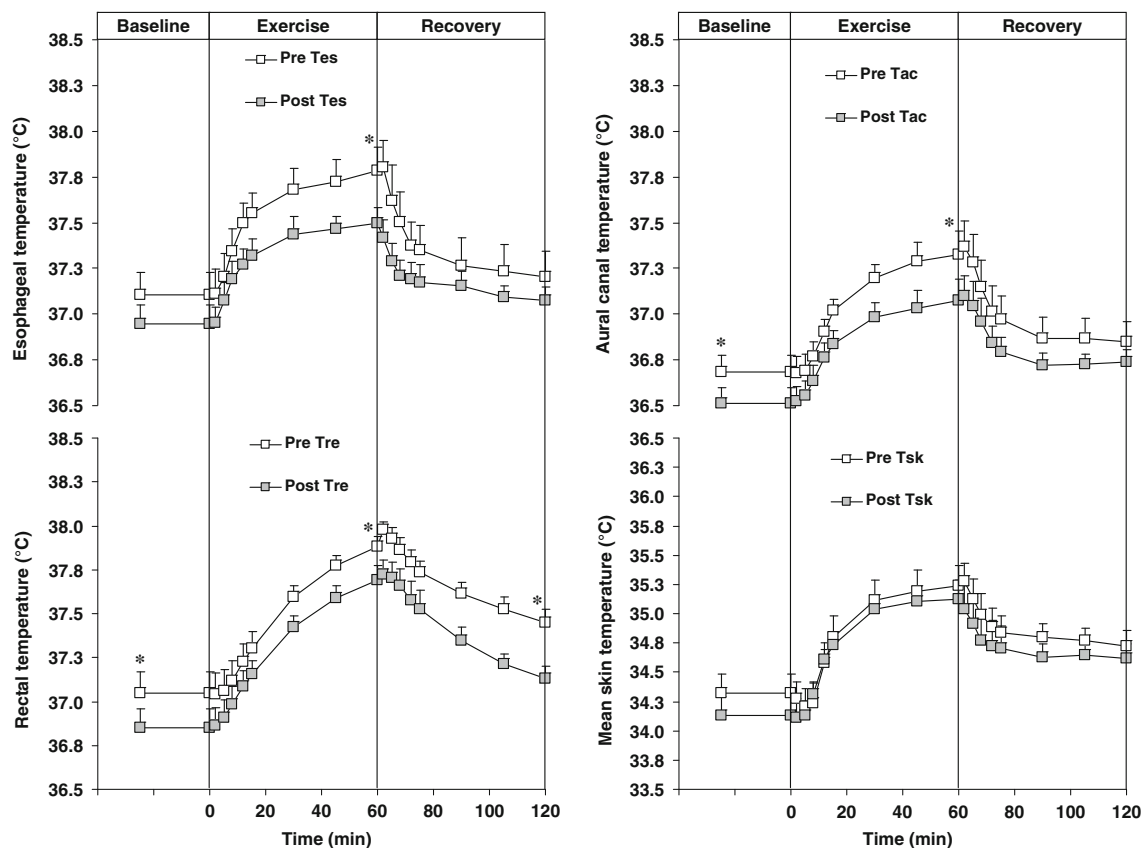 Baseline Exercise Recovery
38.5
38.3
38.0
37.8
37.5
37.3
37.0
36.8
36.5
Esophageal temperature (°C)
Pre Tes
Post Tes
*
Baseline Exercise Recovery
38.5
38.3
38.0
37.8
37.5
37.3
37.0
36.8
36.5
Aural canal temperature (°C)
Pre Tac
Post Tac
*
*
38.5
38.3
38.0
37.8
37.5
37.3
37.0
36.8
36.5
Rectal temperature (°C)
Pre Tre
Post Tre
*
*
*
0 20 40 60 80 100 120
Time (min)
36.5
36.3
36.0
35.8
35.5
35.3
35.0
34.8
34.5
34.3
34.0
33.8
33.5
Mean skin temperature (°C)
Pre Tsk
Post Tsk
0 20 40 60 80 100 120
Time (min)